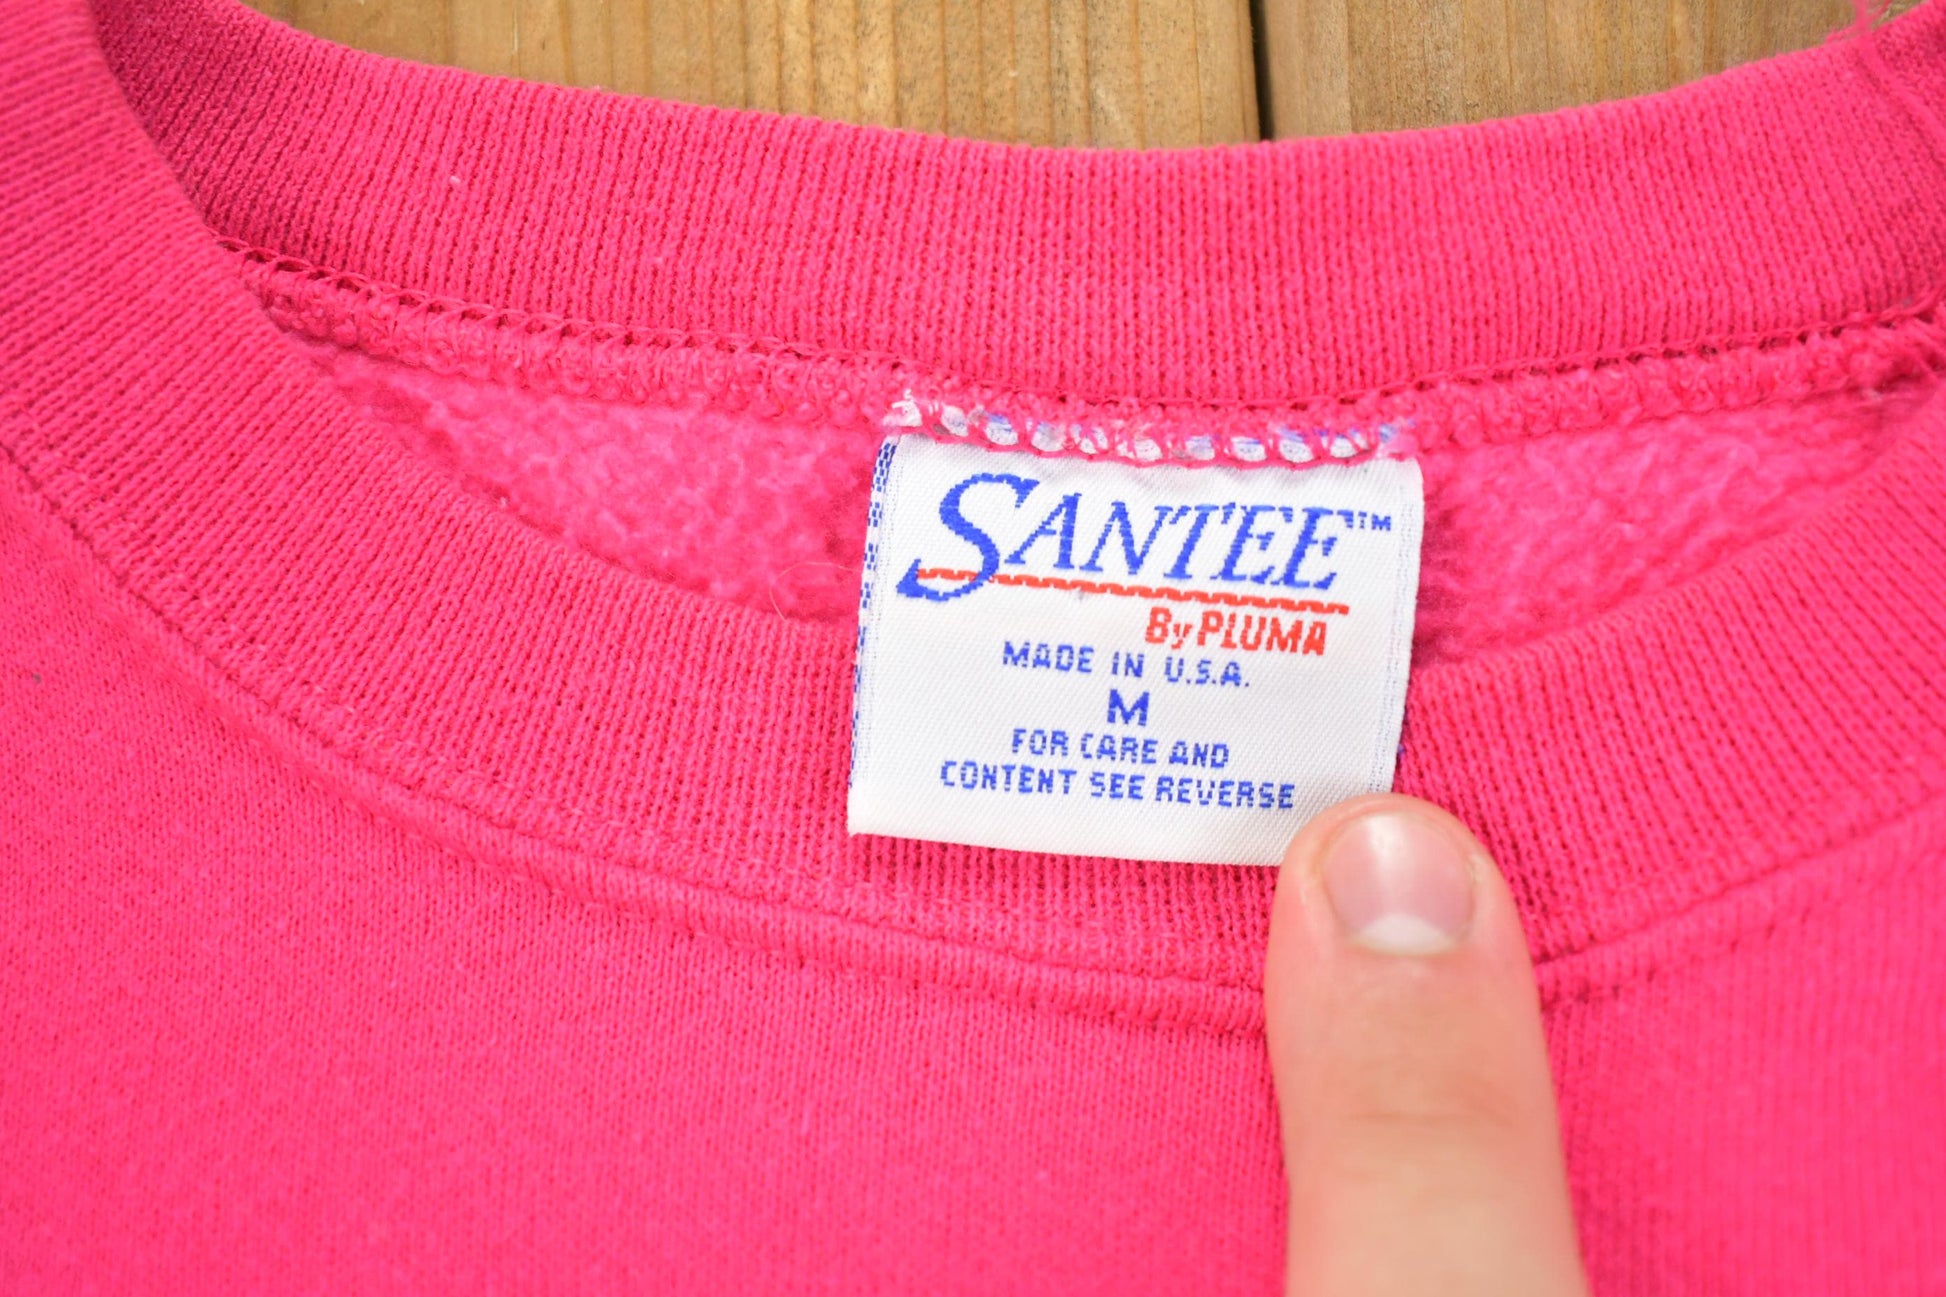 SANTEE™
By PLUMA
MADE IN U.S.A.
M
FOR CARE AND
CONTENT SEE REVERSE